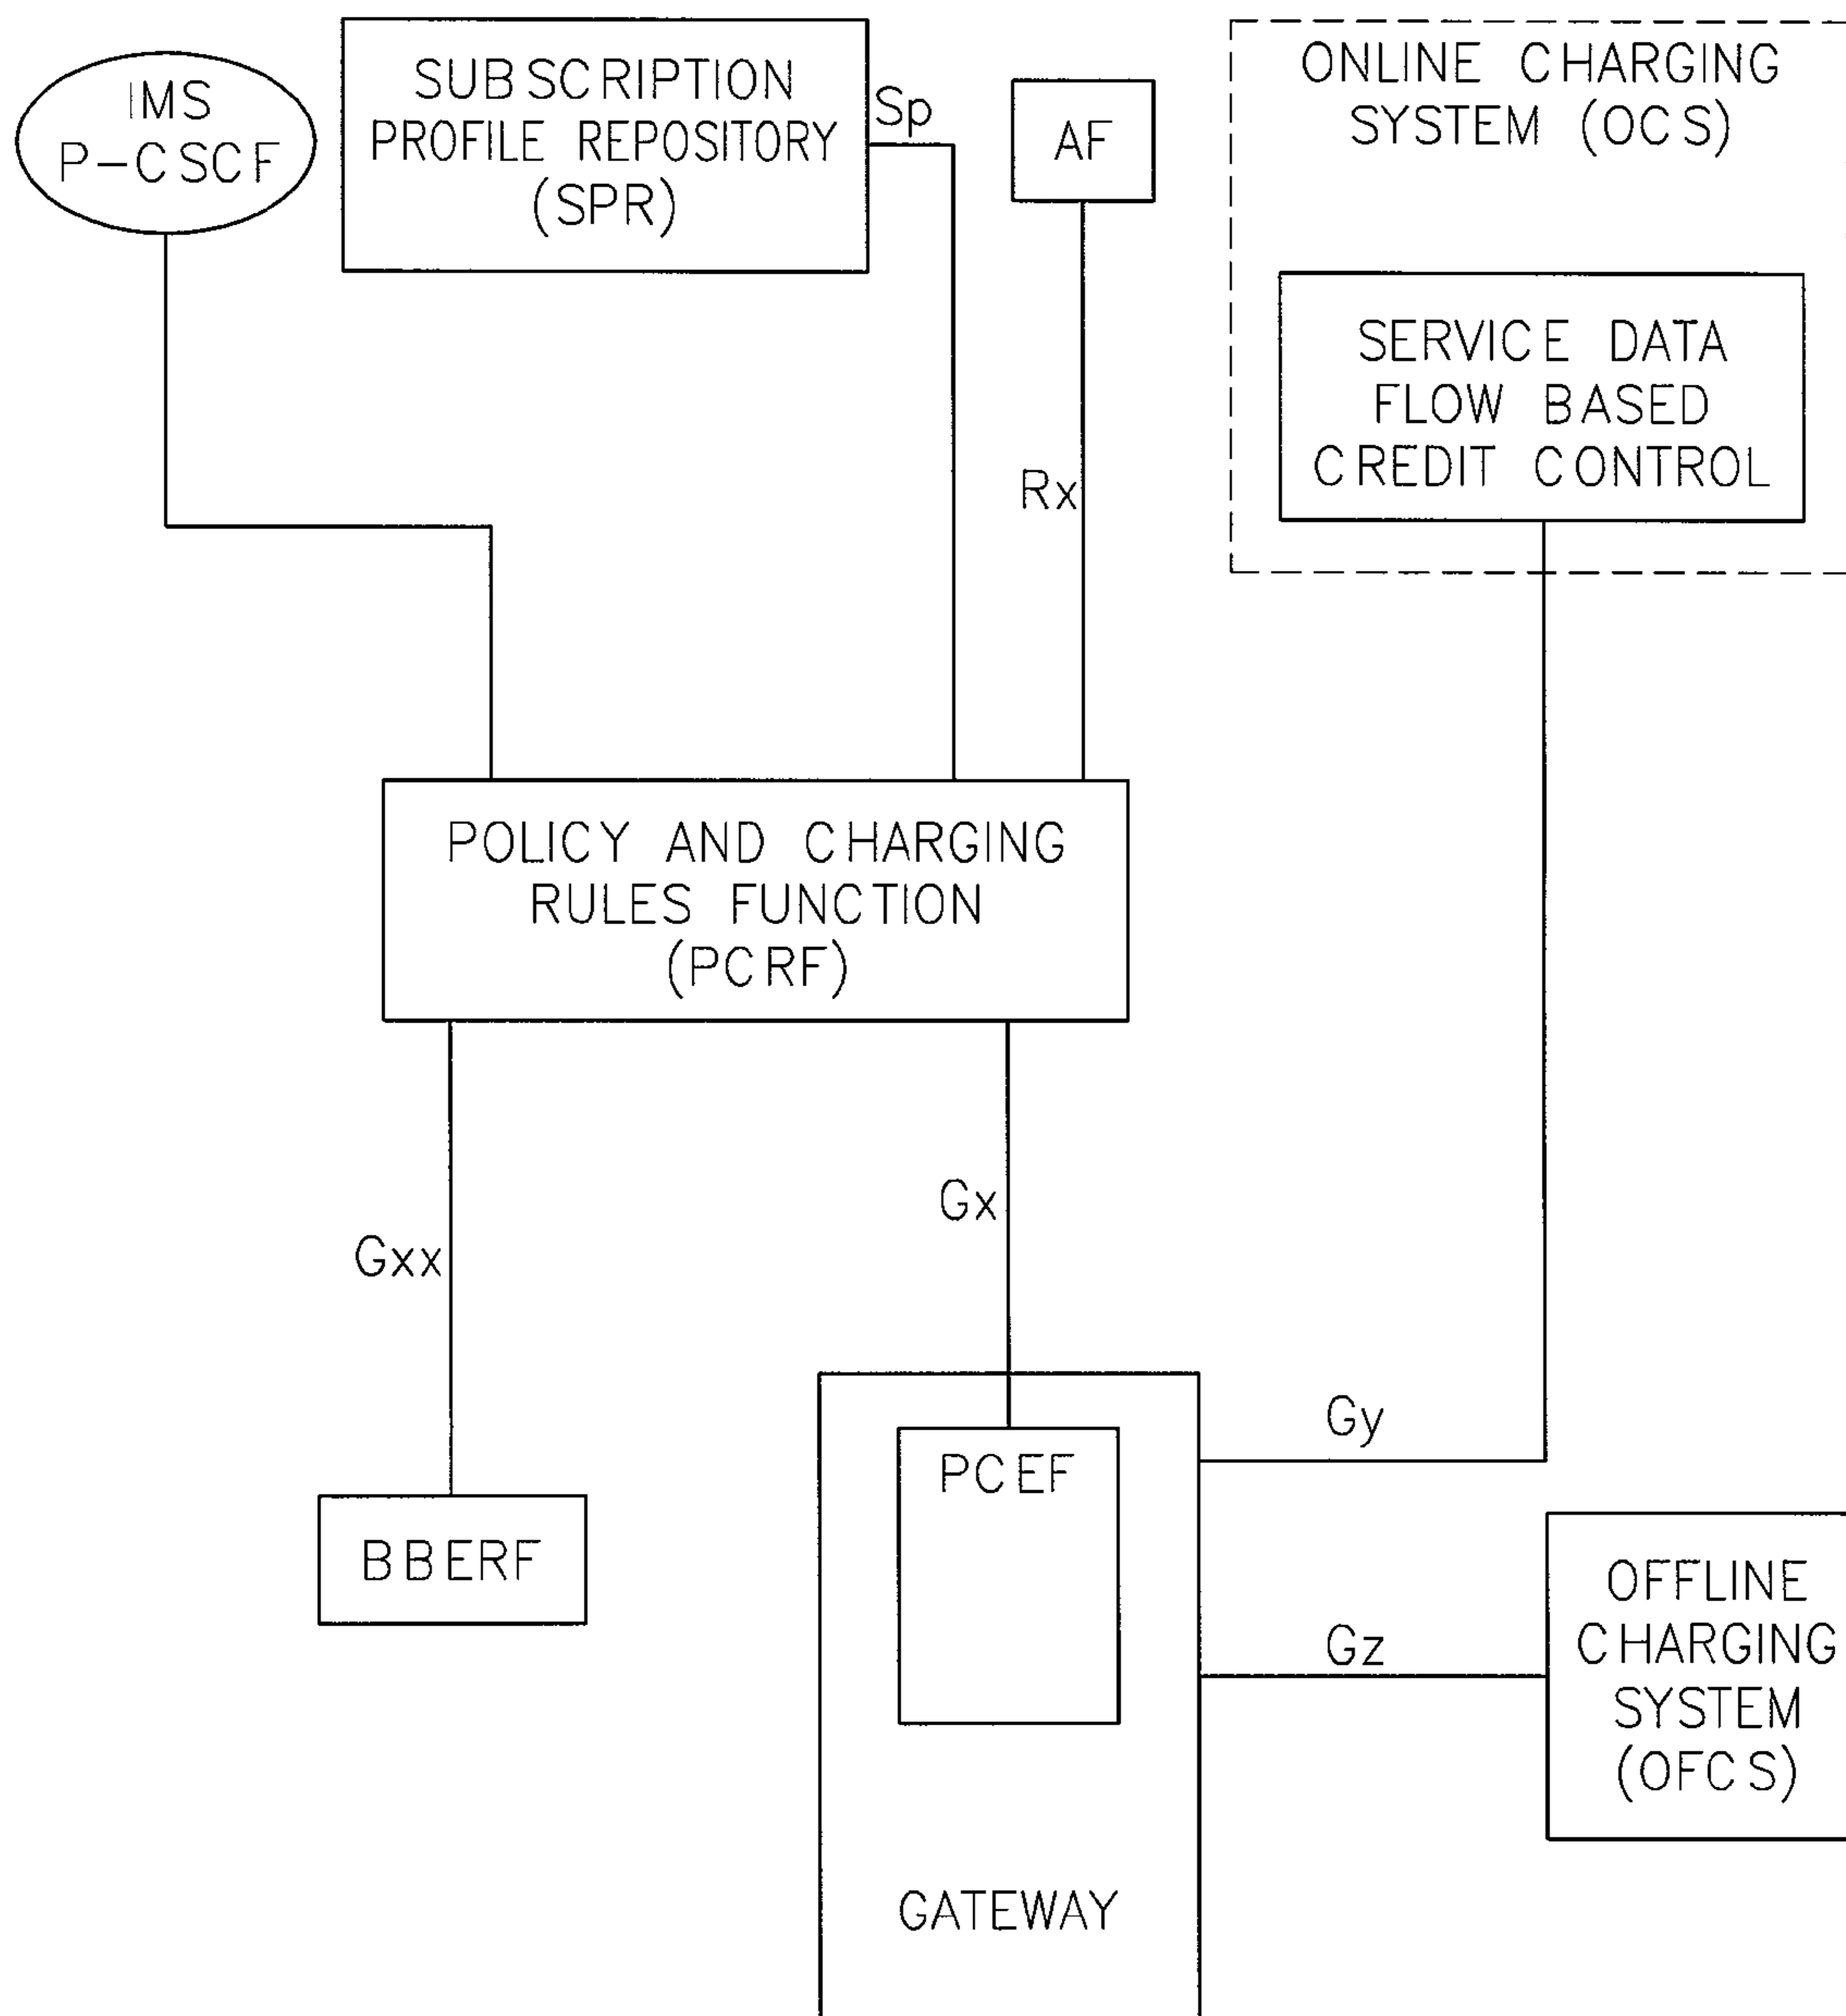 IMS
P-CSCF
SUBSCRIPTION
PROFILE REPOSITORY
(SPR)
Sp
AF
ONLINE CHARGING
SYSTEM (OCS)
SERVICE DATA
FLOW BASED
CREDIT CONTROL
Rx
POLICY AND CHARGING
RULES FUNCTION
(PCRF)
Gxx
Gx
Gy
PCEF
BBERF
Gz
OFFLINE
CHARGING
SYSTEM
(OFCS)
GATEWAY